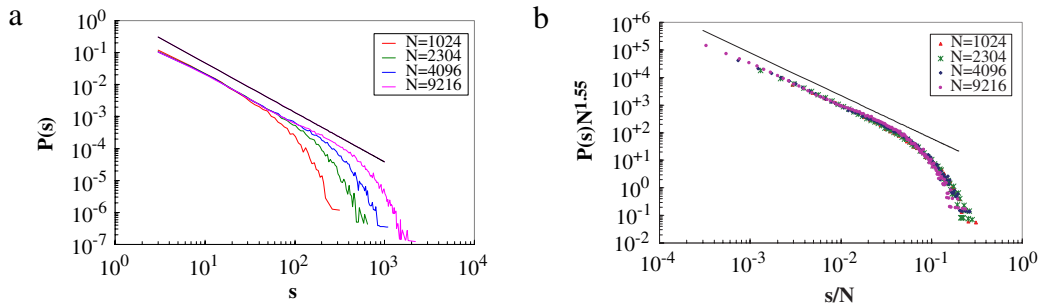 a
10^0
10^-1
10^-2
10^-3
10^-4
10^-5
10^-6
10^-7
P(s)
N=1024
N=2304
N=4096
N=9216
10^0 10^1 10^2 10^3 10^4
s
b
10^+6
10^+5
10^+4
10^+3
10^+2
10^+1
10^0
10^-1
10^-2
P(s)N^1.55
N=1024
N=2304
N=4096
N=9216
10^-4 10^-3 10^-2 10^-1 10^0
s/N